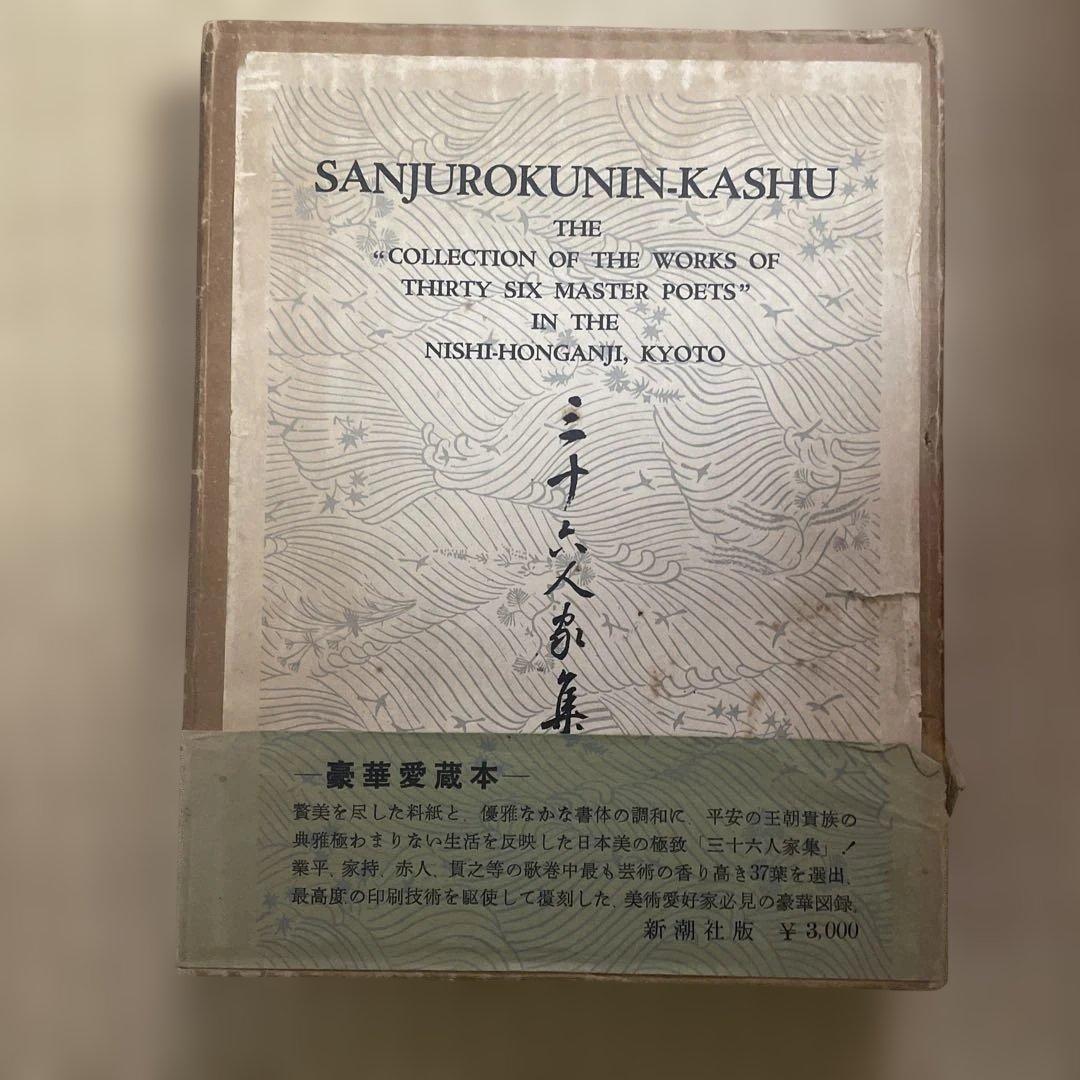 SANJUROKUNIN-KASHU
THE
“COLLECTION OF THE WORKS OF
THIRTY SIX MASTER POETS”
IN THE
NISHI-HONGANJI, KYOTO
三十六人家集
—豪華愛蔵本—
贅美を尽した料紙と、優雅なかな書体の調和に、平安の王朝貴族の
典雅極わまりない生活を反映した日本美の極致「三十六人家集」!
業平、家持、赤人、貫之等の歌巻中最も芸術の香り高き37葉を選出、
最高度の印刷技術を駆使して覆刻した、美術愛好家必見の豪華図録。
新潮社版 ¥3,000